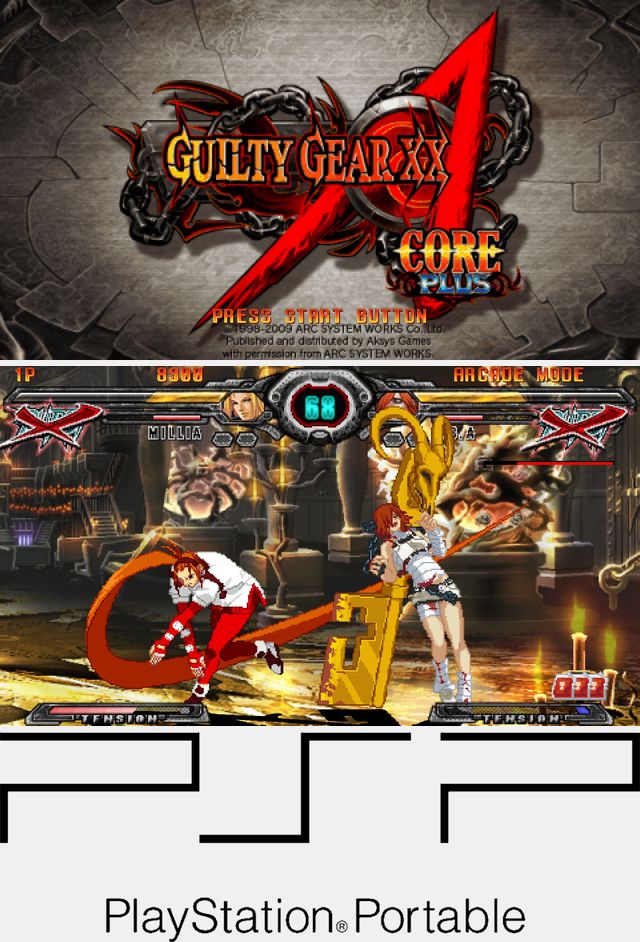 GUILTY GEAR XX
Λ
CORE
PLUS
PRESS START BUTTON
©1998-2009 ARC SYSTEM WORKS Co.,Ltd.
Published and distributed by Aksys Games
with permission from ARC SYSTEM WORKS.
1P 8900 68 ARCADE MODE
MILLIA B.A
TENSION TENSION
PSP
PlayStation®Portable